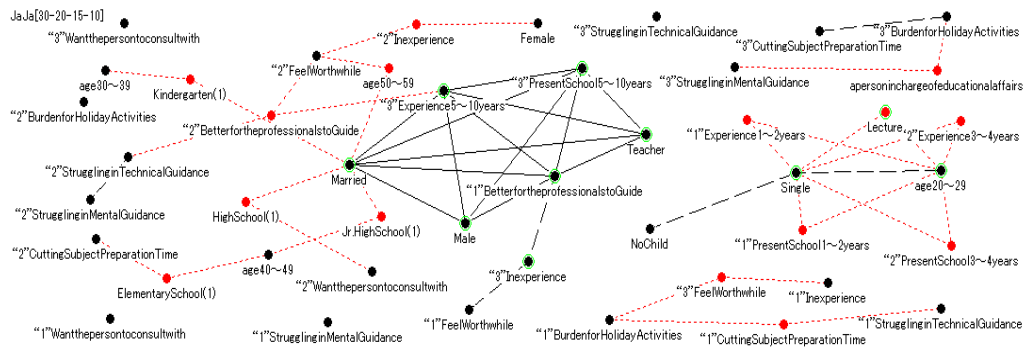 JaJa[30-20-15-10]
“3”Wantthepersontoconsultwith
“2”Inexperience
Female
“3”StrugglinginTechnicalGuidance
“3”BurdenforHolidayActivities
“3”CuttingSubjectPreparationTime
“2”FeelWorthwhile
age50～59
“3”PresentSchool5～10years
“3”StrugglinginMentalGuidance
apersoninchargeofeducationalaffairs
age30～39
Kindergarten(1)
“3”Experience5～10years
“2”BurdenforHolidayActivities
“2”BetterfortheprofessionalstoGuide
Teacher
“1”Experience1～2years
Lecture
“2”Experience3～4years
“2”StrugglinginTechnicalGuidance
Married
“1”BetterfortheprofessionalstoGuide
Single
age20～29
“2”StrugglinginMentalGuidance
HighSchool(1)
Jr.HighSchool(1)
Male
NoChild
“1”PresentSchool1～2years
“2”PresentSchool3～4years
“2”CuttingSubjectPreparationTime
age40～49
“2”Wantthepersontoconsultwith
“3”Inexperience
ElementarySchool(1)
“3”FeelWorthwhile
“1”Inexperience
“1”Wantthepersontoconsultwith
“1”StrugglinginMentalGuidance
“1”FeelWorthwhile
“1”BurdenforHolidayActivities
“1”CuttingSubjectPreparationTime
“1”StrugglinginTechnicalGuidance